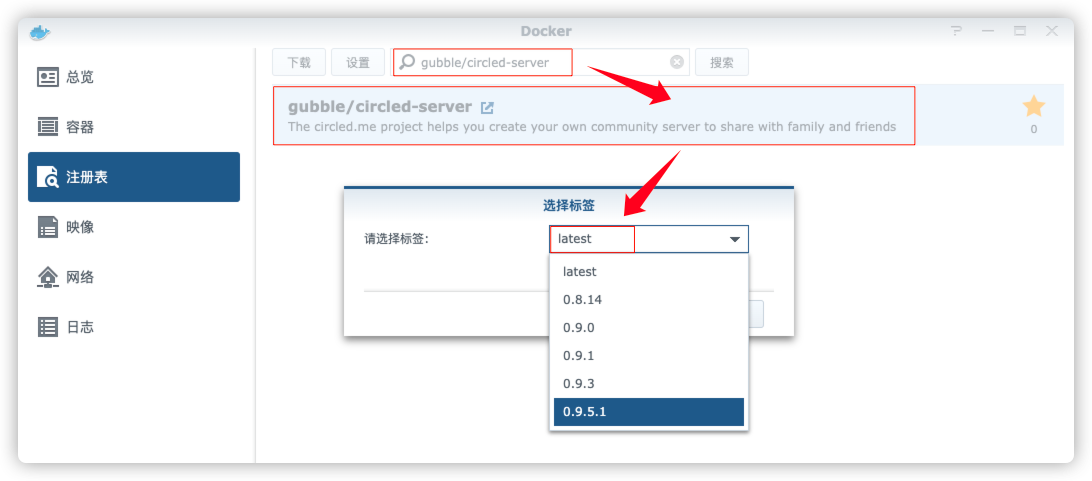 Docker
总览
容器
注册表
映像
网络
日志
下载 设置 gubble/circled-server 搜索
gubble/circled-server
The circled.me project helps you create your own community server to share with family and friends
0
选择标签
请选择标签: latest
latest
0.8.14
0.9.0
0.9.1
0.9.3
0.9.5.1